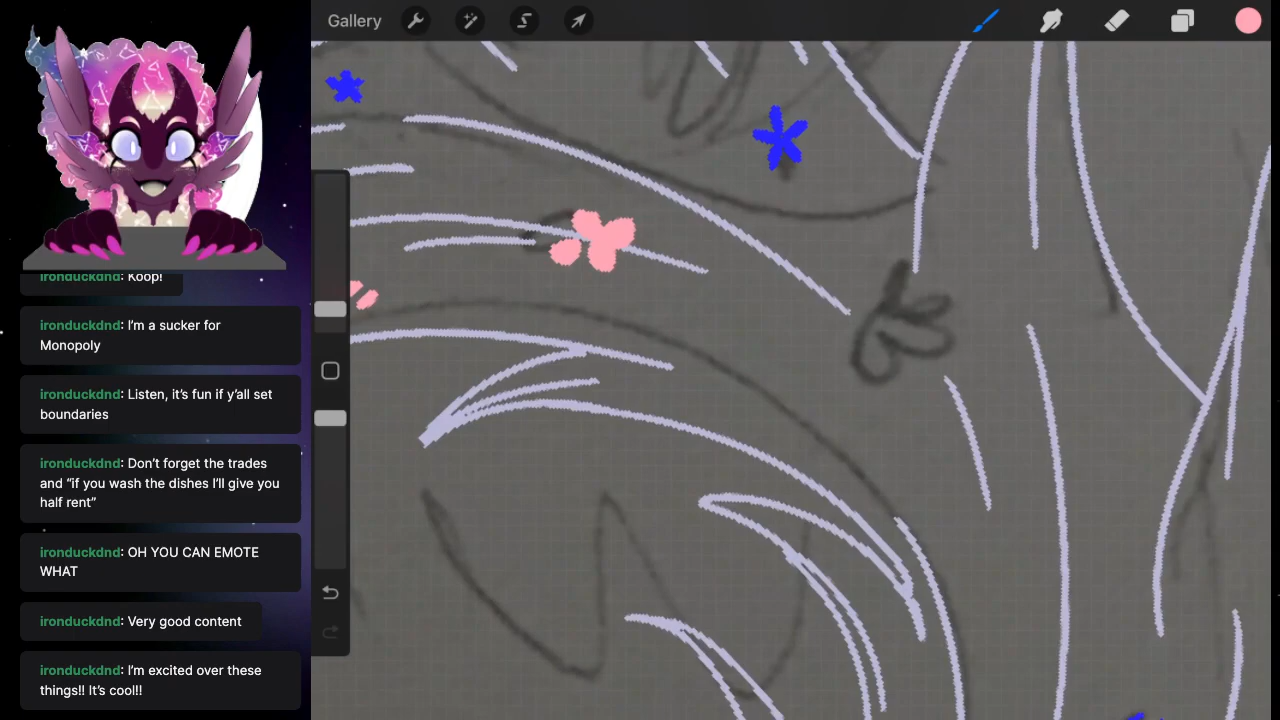 Gallery
ironduckdnd: Koop!
ironduckdnd: I'm a sucker for
Monopoly
ironduckdnd: Listen, it's fun if y'all set
boundaries
ironduckdnd: Don't forget the trades
and “if you wash the dishes I'll give you
half rent”
ironduckdnd: OH YOU CAN EMOTE
WHAT
ironduckdnd: Very good content
ironduckdnd: I'm excited over these
things!! It's cool!!